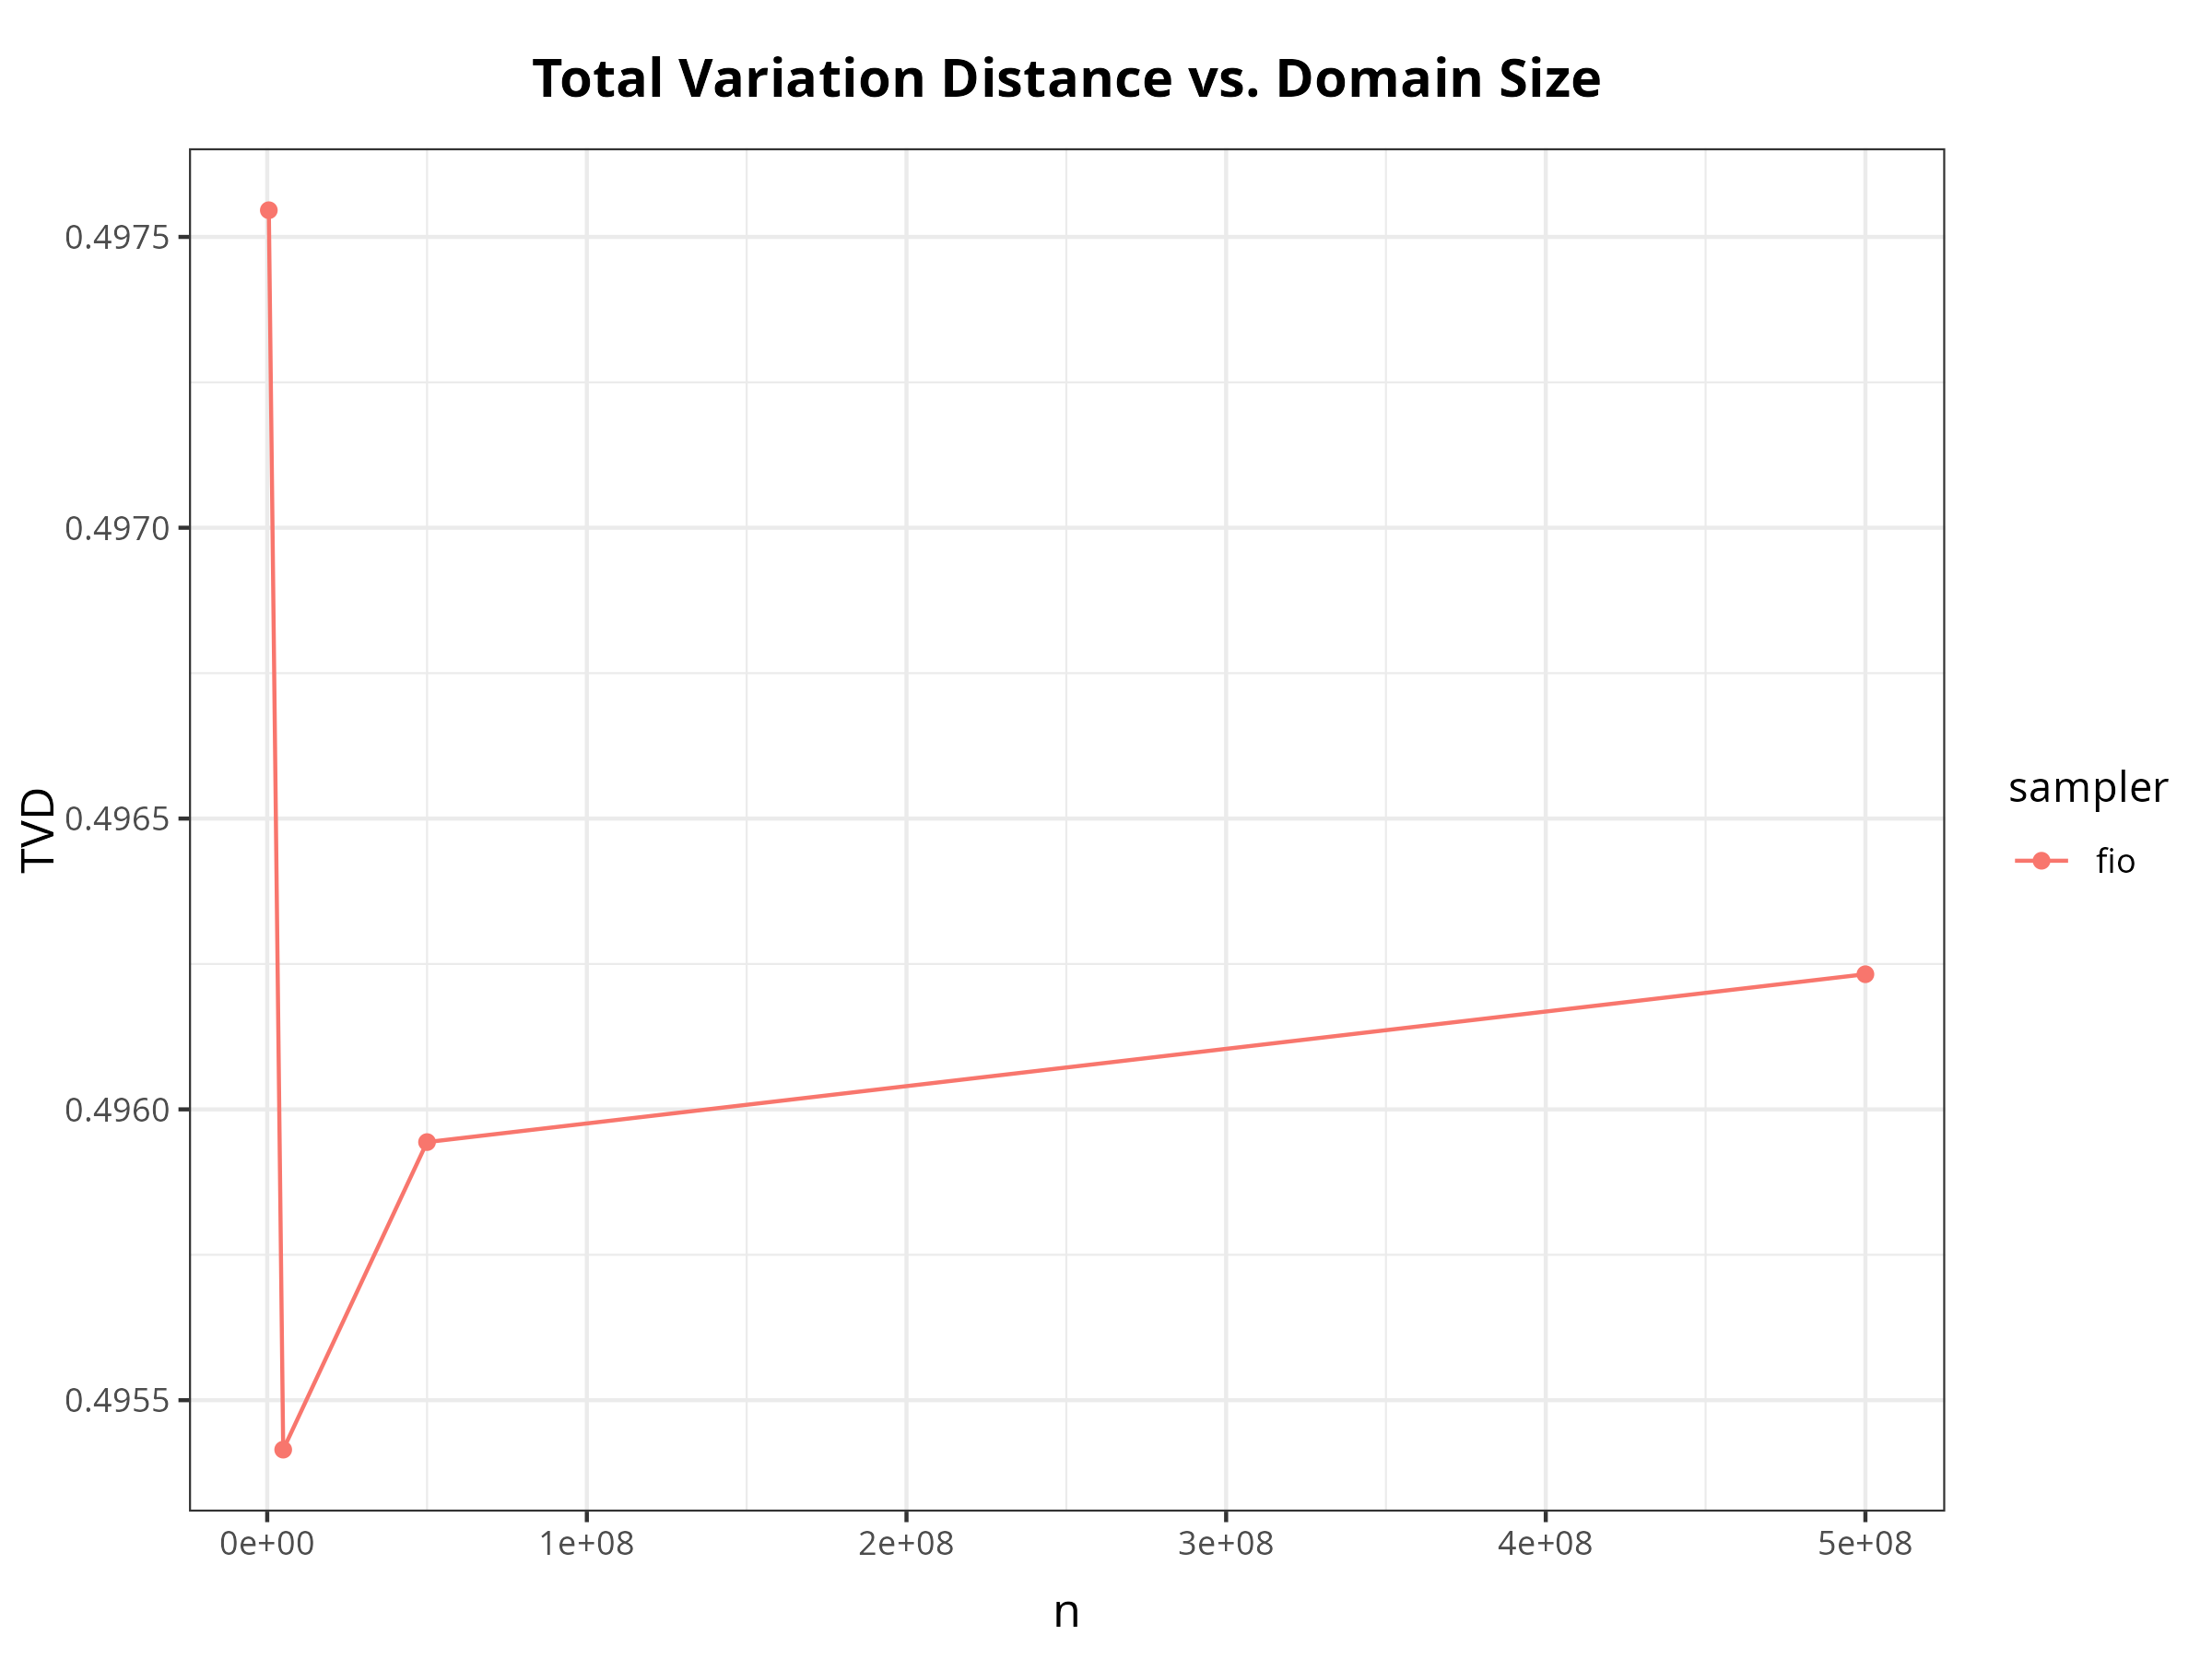 Total Variation Distance vs. Domain Size
TVD
0.4975
0.4970
0.4965
0.4960
0.4955
0e+00 1e+08 2e+08 3e+08 4e+08 5e+08
n
sampler
fio